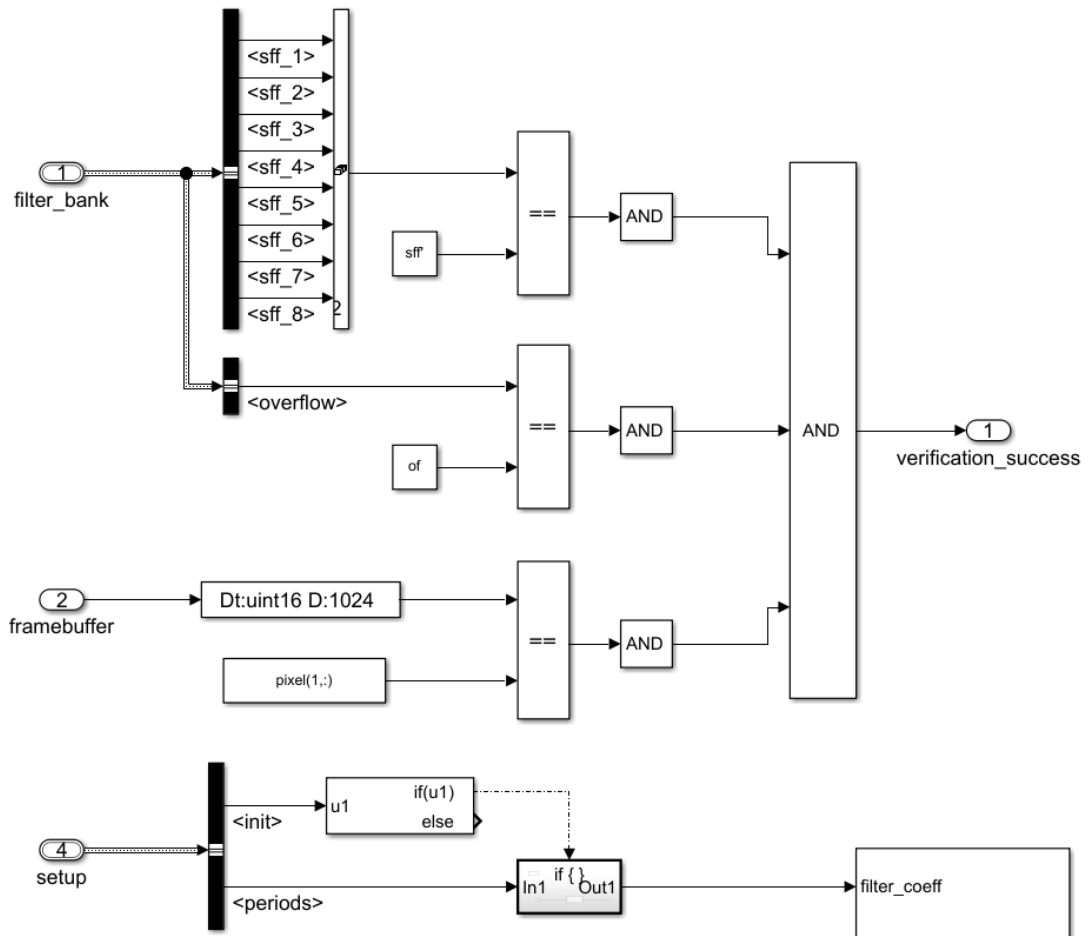 <sff_1>
<sff_2>
<sff_3>
<sff_4>
<sff_5>
<sff_6>
<sff_7>
<sff_8>
2
1
filter_bank
sff'
==
AND
<overflow>
of
==
AND
AND
1
verification_success
2
framebuffer
Dt:uint16 D:1024
pixel(1,:)
==
AND
4
setup
<init>
u1
if(u1)
else
<periods>
if { }
In1
Out1
filter_coeff